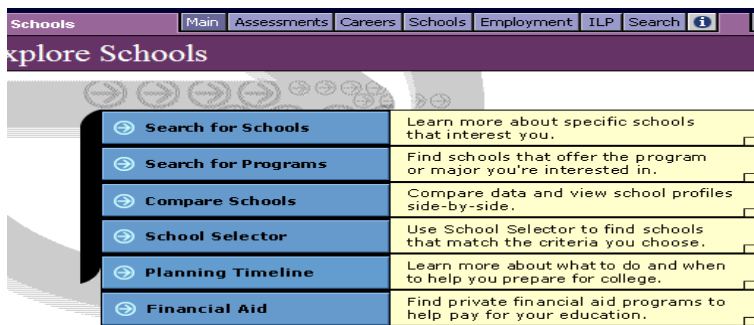 Schools Main Assessments Careers Schools Employment ILP Search
xplore Schools
Search for Schools
Learn more about specific schools
that interest you.
Search for Programs
Find schools that offer the program
or major you're interested in.
Compare Schools
Compare data and view school profiles
side-by-side.
School Selector
Use School Selector to find schools
that match the criteria you choose.
Planning Timeline
Learn more about what to do and when
to help you prepare for college.
Financial Aid
Find private financial aid programs to
help pay for your education.